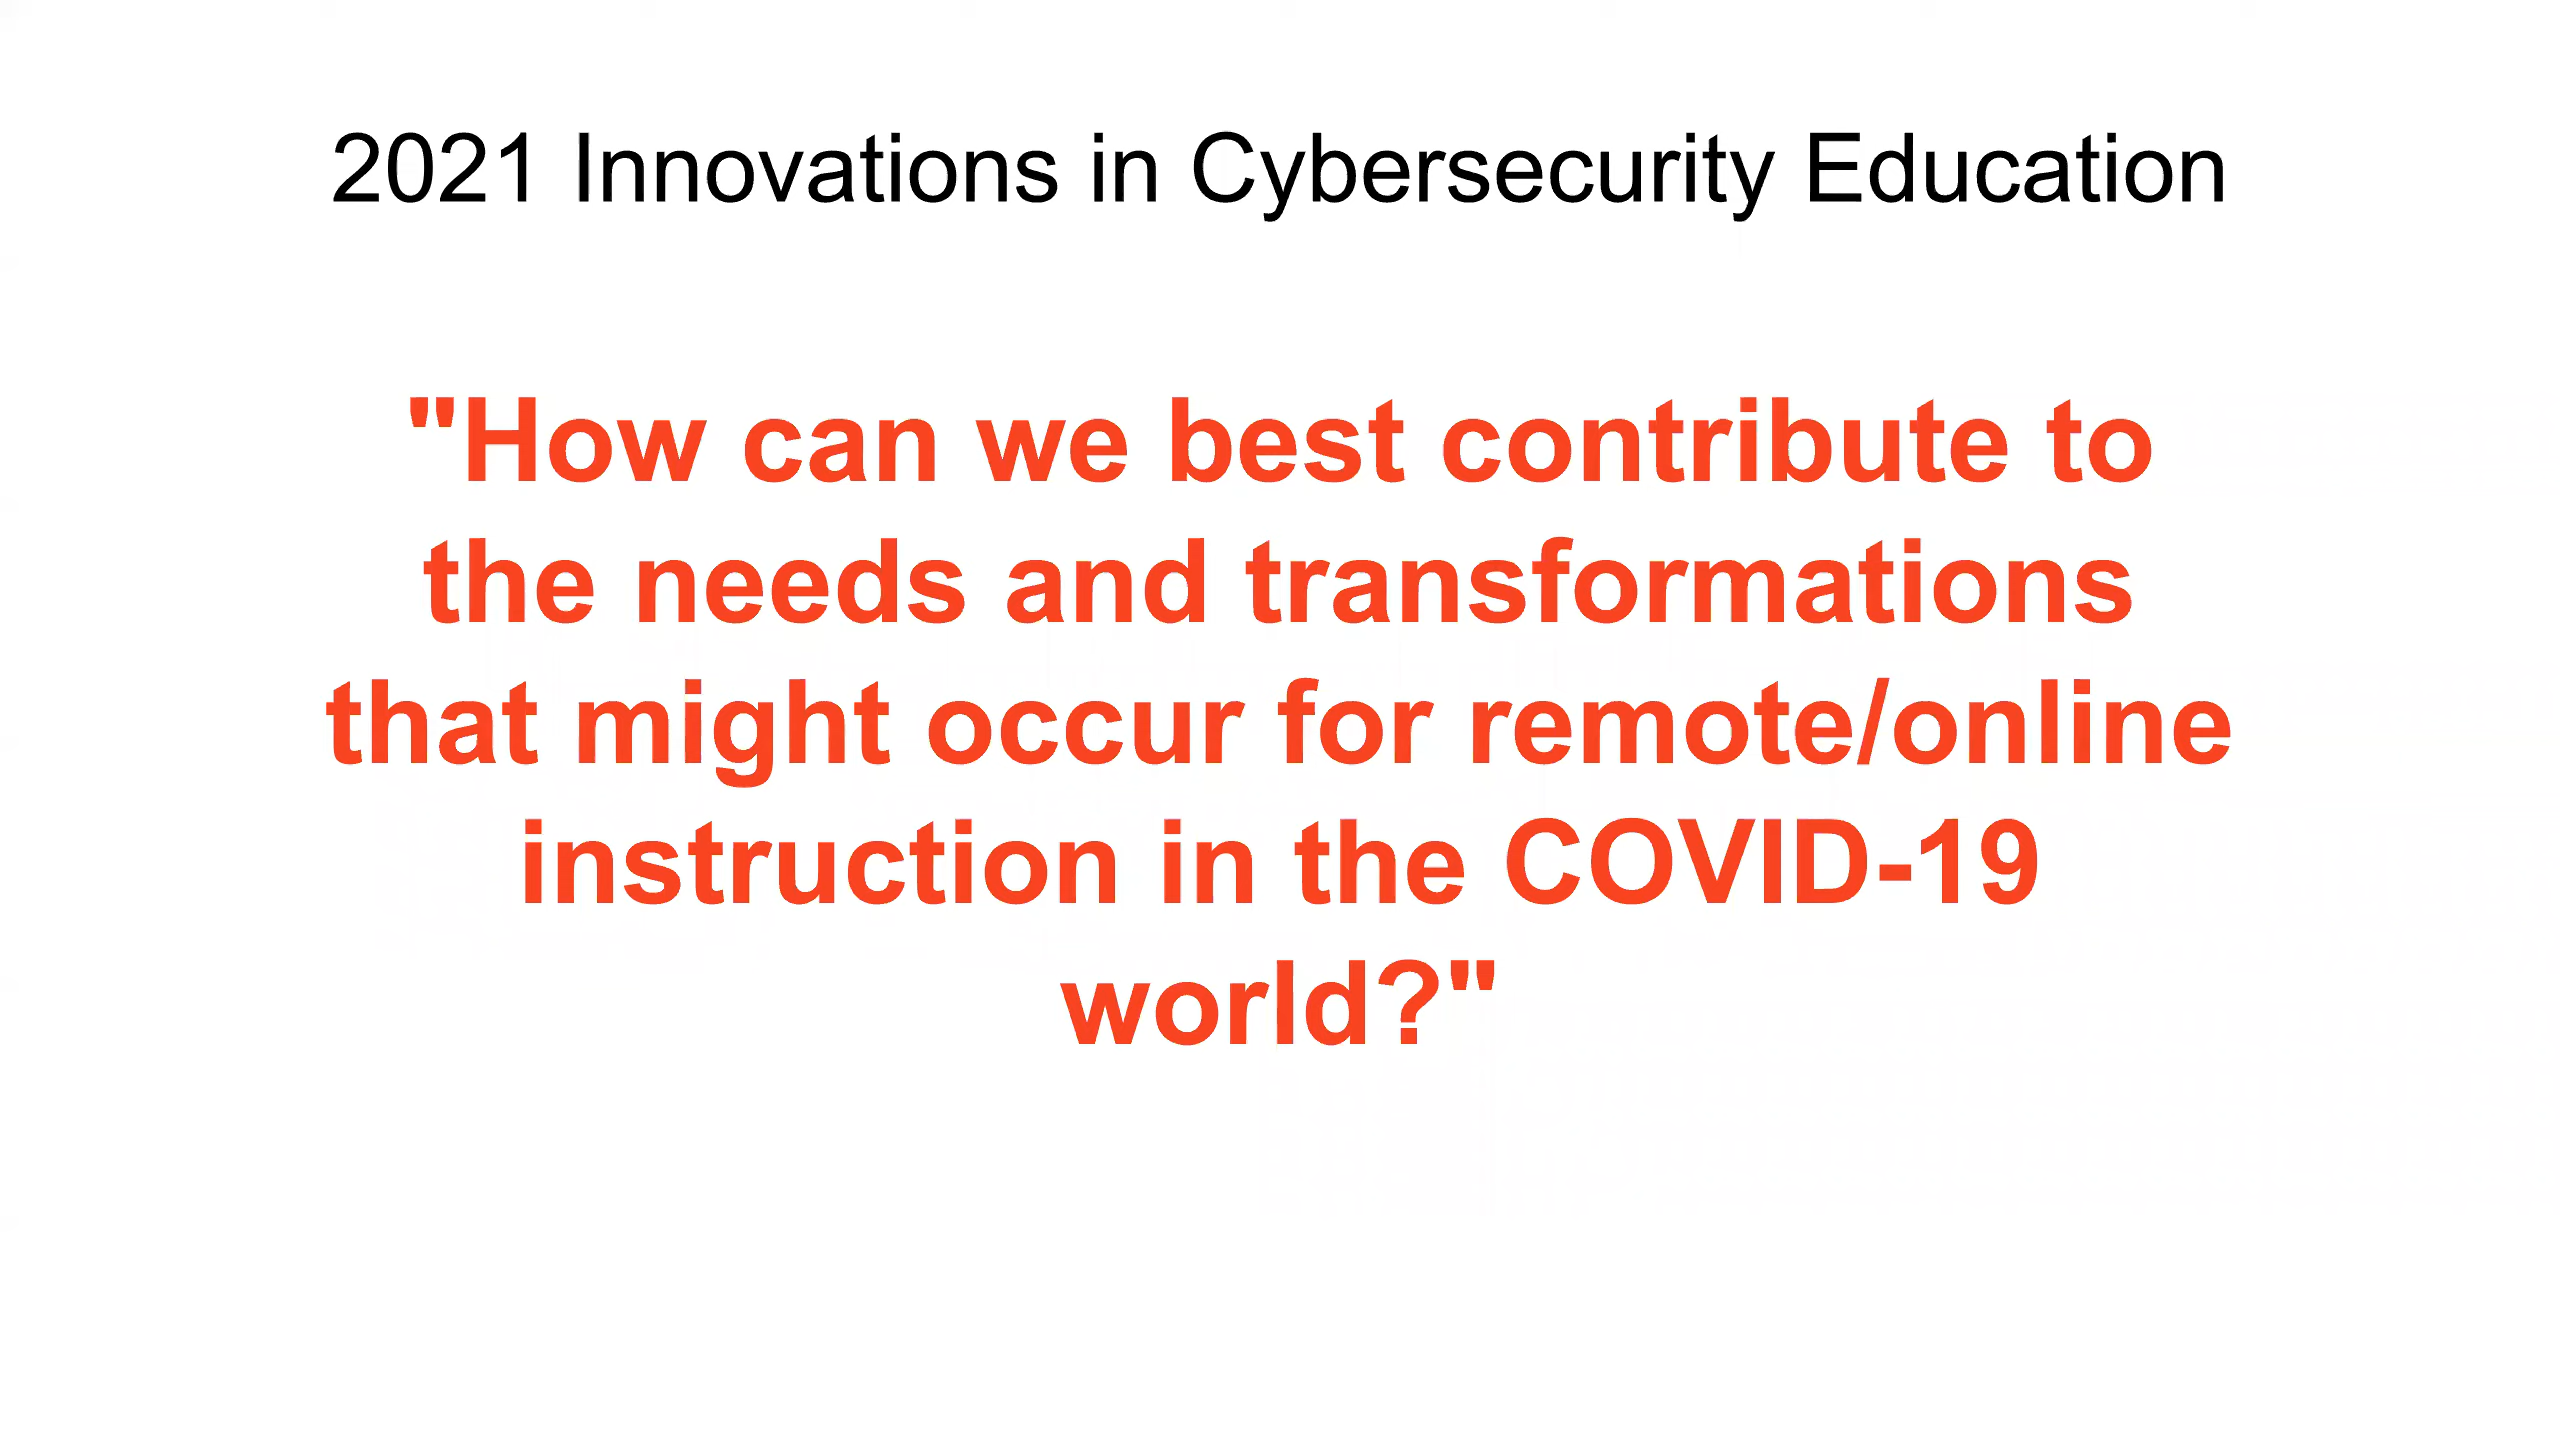 2021 Innovations in Cybersecurity Education
"How can we best contribute to
the needs and transformations
that might occur for remote/online
instruction in the COVID-19
world?"